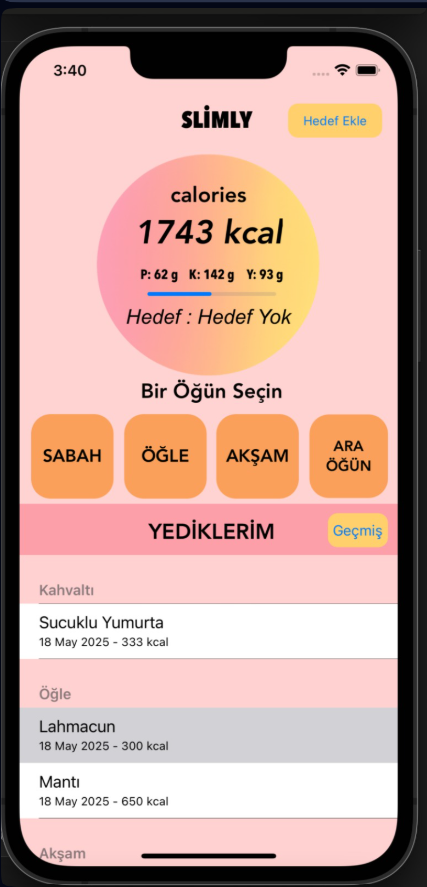 3:40
SLİMLY
Hedef Ekle
calories
1743 kcal
P: 62 g K: 142 g Y: 93 g
Hedef : Hedef Yok
Bir Öğün Seçin
SABAH
ÖĞLE
AKŞAM
ARA
ÖĞÜN
YEDİKLERİM
Geçmiş
Kahvaltı
Sucuklu Yumurta
18 May 2025 - 333 kcal
Öğle
Lahmacun
18 May 2025 - 300 kcal
Mantı
18 May 2025 - 650 kcal
Akşam